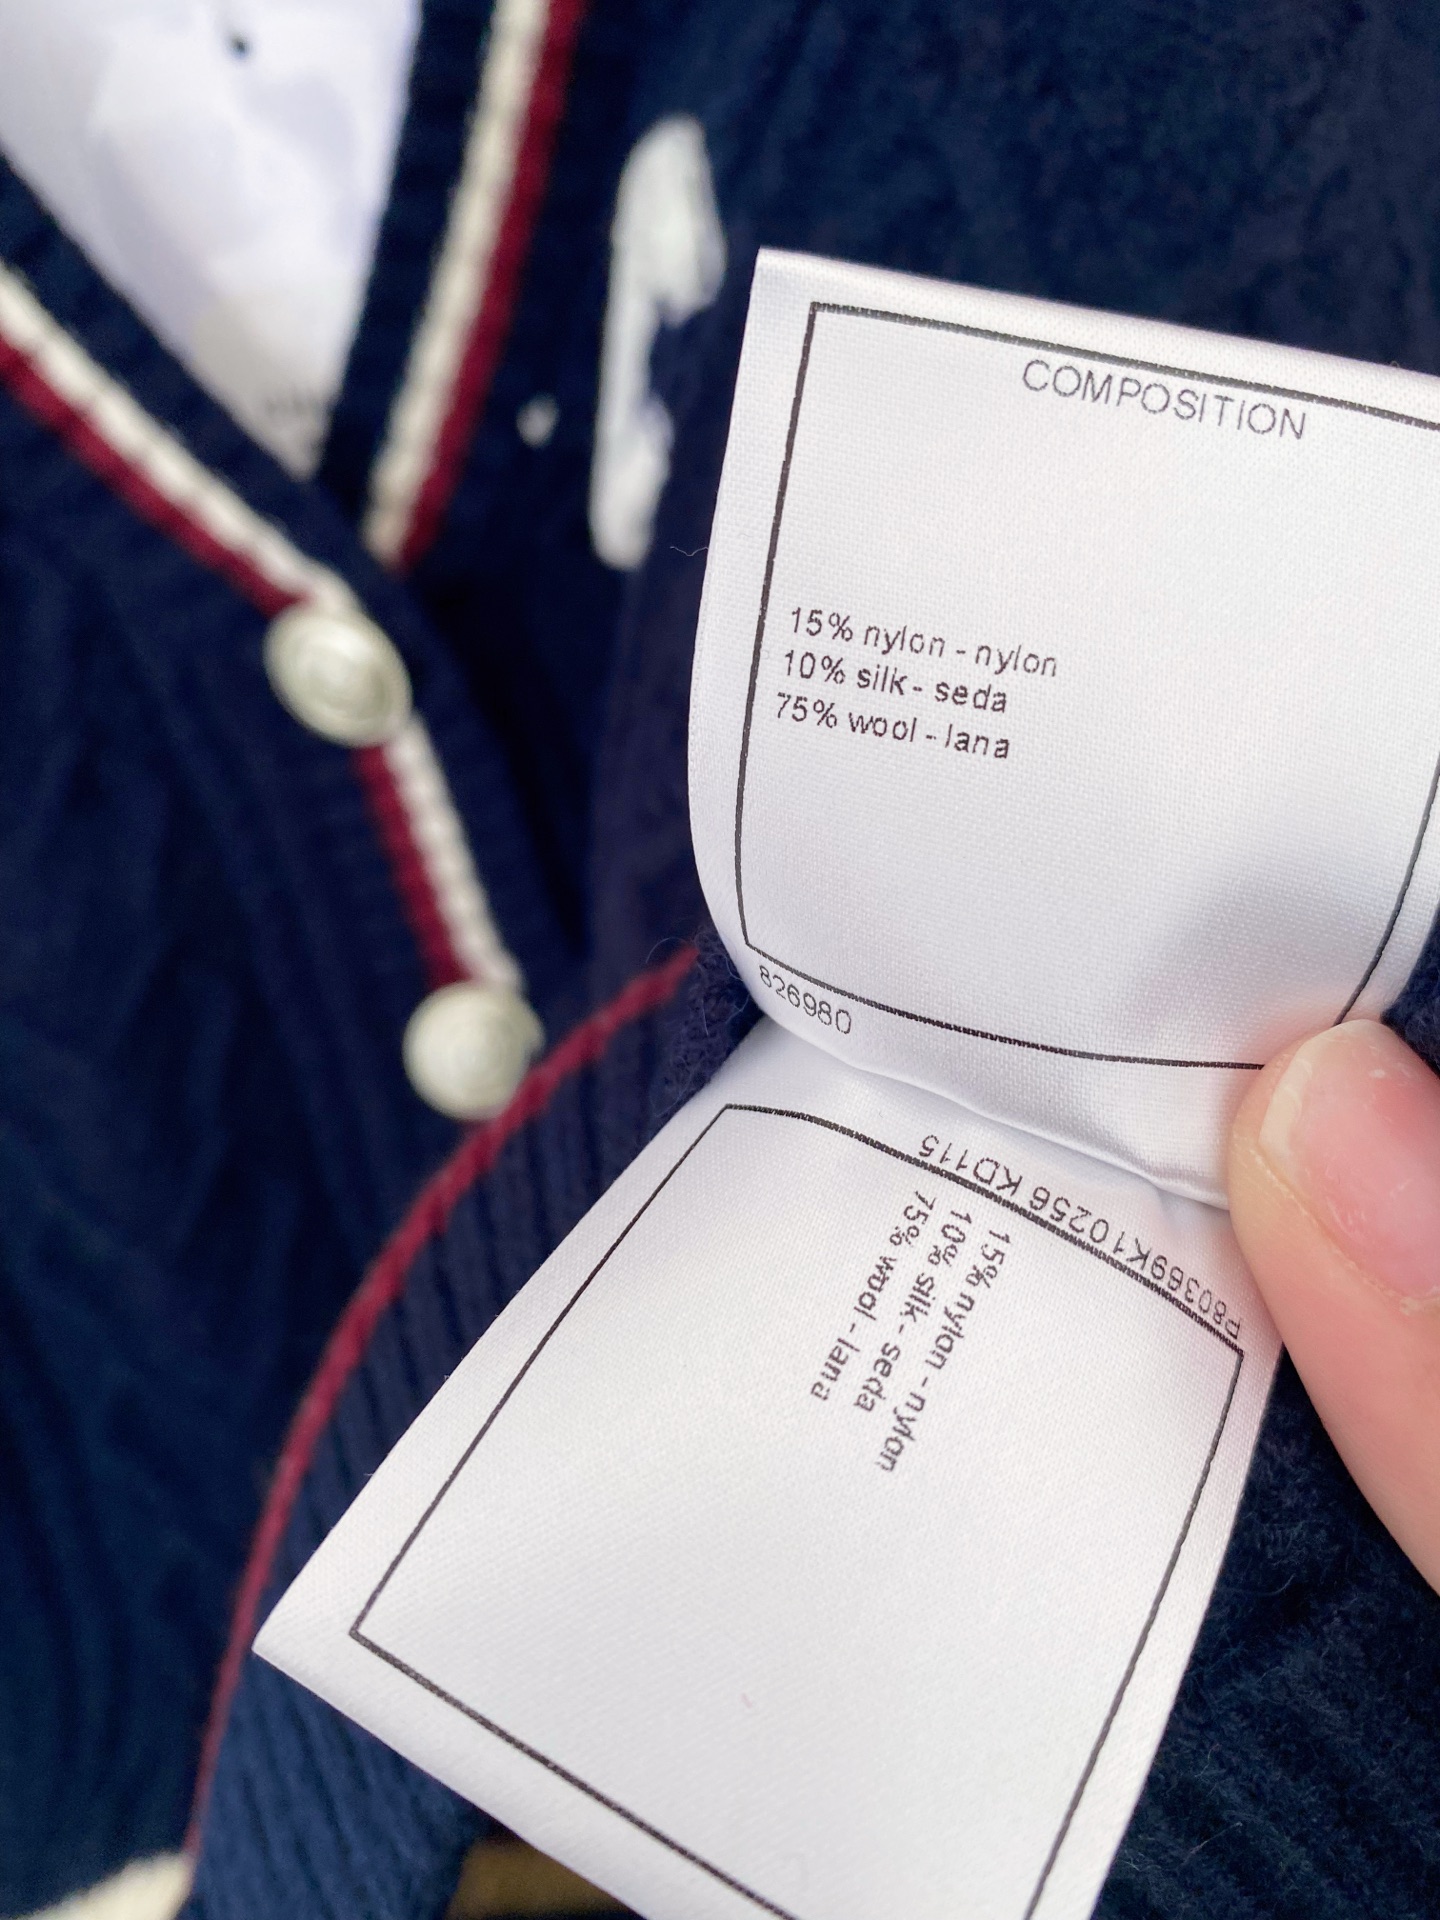 COMPOSITION
15% nylon - nylon
10% silk - seda
75% wool - lana
826980
P80369K10256 KD115
15% nylon - nylon
10% silk - seda
75% wool - lana